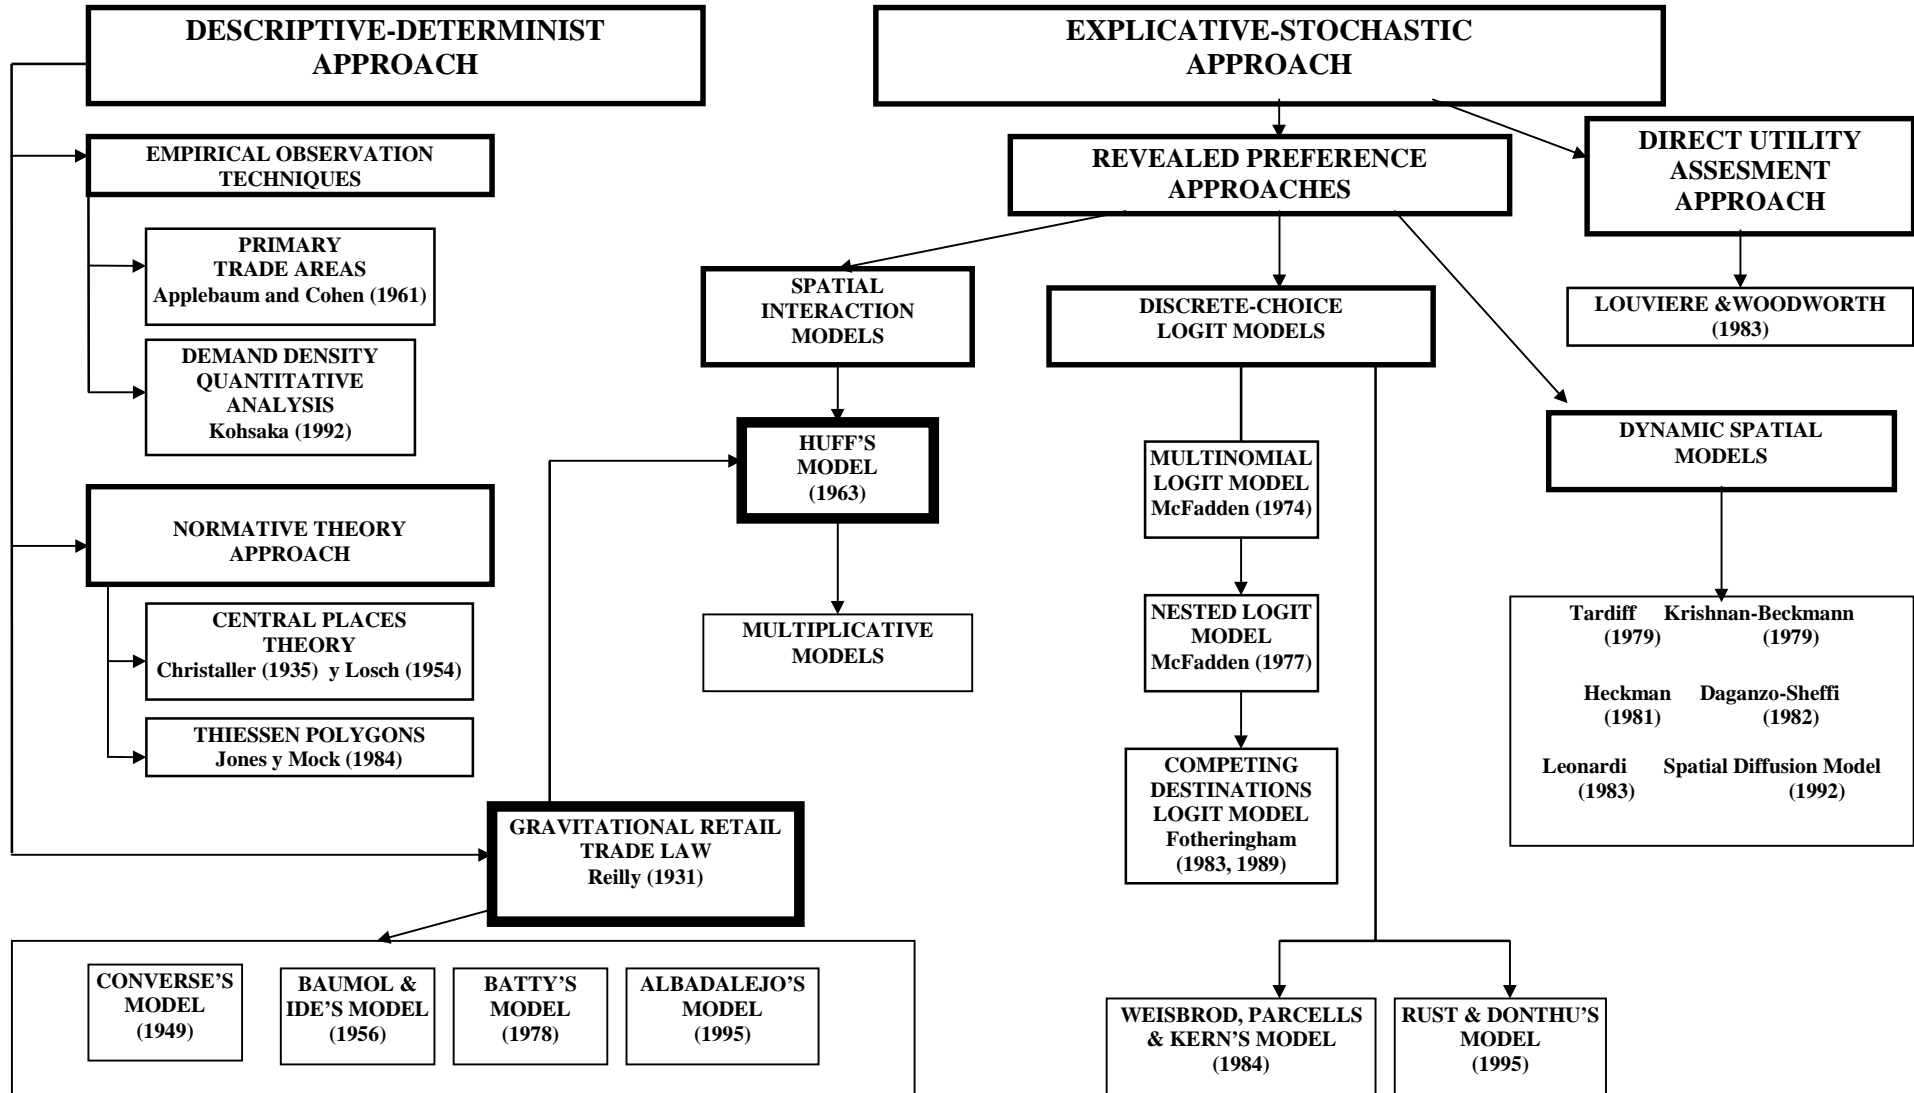 DESCRIPTIVE-DETERMINIST
APPROACH
EMPIRICAL OBSERVATION
TECHNIQUES
PRIMARY
TRADE AREAS
Applebaum and Cohen (1961)
DEMAND DENSITY
QUANTITATIVE
ANALYSIS
Kohsaka (1992)
NORMATIVE THEORY
APPROACH
CENTRAL PLACES
THEORY
Christaller (1935) y Losch (1954)
THIESSEN POLYGONS
Jones y Mock (1984)
GRAVITATIONAL RETAIL
TRADE LAW
Reilly (1931)
CONVERSE’S
MODEL
(1949)
BAUMOL &
IDE’S MODEL
(1956)
BATTY’S
MODEL
(1978)
ALBADALEJO’S
MODEL
(1995)
EXPLICATIVE-STOCHASTIC
APPROACH
REVEALED PREFERENCE
APPROACHES
DIRECT UTILITY
ASSESMENT
APPROACH
LOUVIERE &WOODWORTH
(1983)
SPATIAL
INTERACTION
MODELS
HUFF’S
MODEL
(1963)
MULTIPLICATIVE
MODELS
DISCRETE-CHOICE
LOGIT MODELS
MULTINOMIAL
LOGIT MODEL
McFadden (1974)
NESTED LOGIT
MODEL
McFadden (1977)
COMPETING
DESTINATIONS
LOGIT MODEL
Fotheringham
(1983, 1989)
WEISBROD, PARCELLS
& KERN’S MODEL
(1984)
RUST & DONTHU’S
MODEL
(1995)
DYNAMIC SPATIAL
MODELS
Tardiff Krishnan-Beckmann
(1979) (1979)
Heckman Daganzo-Sheffi
(1981) (1982)
Leonardi Spatial Diffusion Model
(1983) (1992)